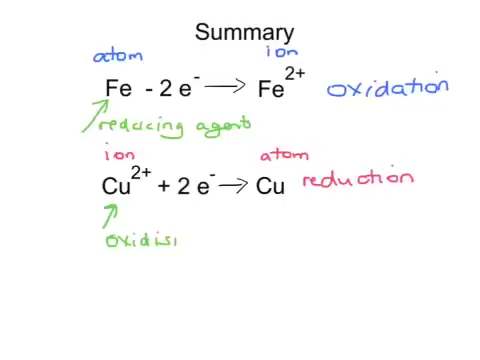 Summary
atom ion
Fe - 2 e⁻ → Fe²⁺ oxidation
reducing agent
ion atom
Cu²⁺ + 2 e⁻ → Cu reduction
oxidisi